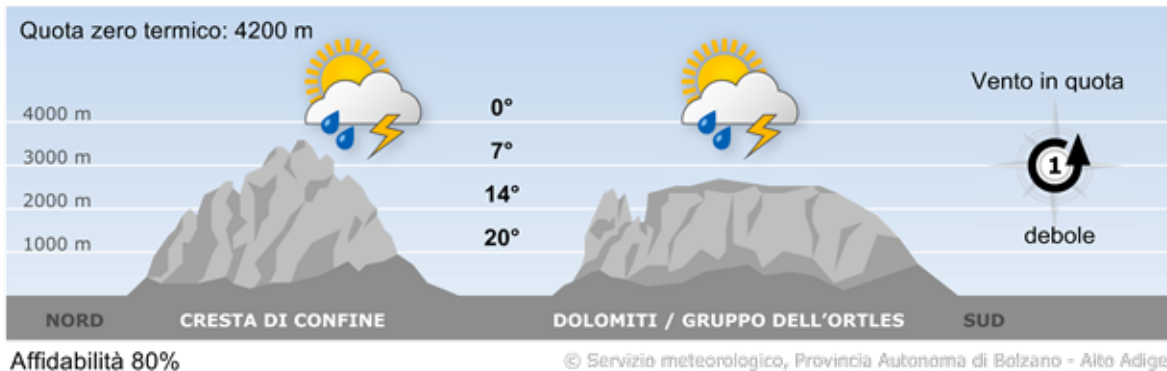 Quota zero termico: 4200 m
Vento in quota
4000 m
0°
3000 m
7°
1
2000 m
14°
debole
1000 m
20°
NORD
CRESTA DI CONFINE
DOLOMITI / GRUPPO DELL'ORTLES
SUD
Affidabilità 80%
© Servizio meteorologico, Provincia Autonoma di Bolzano - Alto Adige